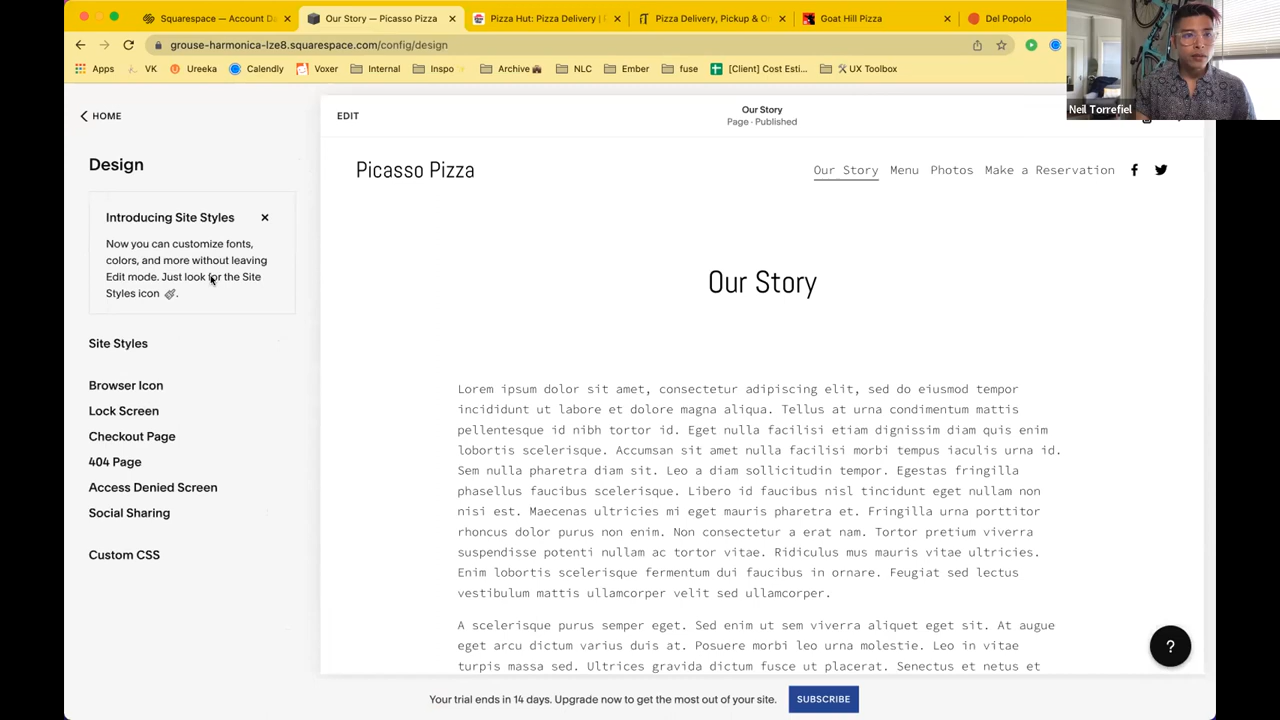 Squarespace — Account Da
Our Story — Picasso Pizza
Pizza Hut: Pizza Delivery |
Pizza Delivery, Pickup & O
Goat Hill Pizza
Del Popolo
grouse-harmonica-lze8.squarespace.com/config/design
Apps
VK
Ureeka
Calendly
Voxer
Internal
Inspo
Archive
NLC
Ember
fuse
[Client] Cost Esti...
UX Toolbox
Neil Torrefiel
HOME
EDIT
Our Story
Page · Published
Design
Introducing Site Styles
Now you can customize fonts,
colors, and more without leaving
Edit mode. Just look for the Site
Styles icon
Site Styles
Browser Icon
Lock Screen
Checkout Page
404 Page
Access Denied Screen
Social Sharing
Custom CSS
Picasso Pizza
Our Story Menu Photos Make a Reservation
Our Story
Lorem ipsum dolor sit amet, consectetur adipiscing elit, sed do eiusmod tempor
incididunt ut labore et dolore magna aliqua. Tellus at urna condimentum mattis
pellentesque id nibh tortor id. Eget nulla facilisi etiam dignissim diam quis enim
lobortis scelerisque. Accumsan sit amet nulla facilisi morbi tempus iaculis urna id.
Sem nulla pharetra diam sit. Leo a diam sollicitudin tempor. Egestas fringilla
phasellus faucibus scelerisque. Libero id faucibus nisl tincidunt eget nullam non
nisi est. Maecenas ultricies mi eget mauris pharetra et. Fringilla urna porttitor
rhoncus dolor purus non enim. Non consectetur a erat nam. Tortor pretium viverra
suspendisse potenti nullam ac tortor vitae. Ridiculus mus mauris vitae ultricies.
Enim lobortis scelerisque fermentum dui faucibus in ornare. Feugiat sed lectus
vestibulum mattis ullamcorper velit sed ullamcorper.
A scelerisque purus semper eget. Sed enim ut sem viverra aliquet eget sit. At augue
eget arcu dictum varius duis at. Posuere morbi leo urna molestie. Leo in vitae
turpis massa sed. Ultrices gravida dictum fusce ut placerat. Senectus et netus et
?
Your trial ends in 14 days. Upgrade now to get the most out of your site.
SUBSCRIBE